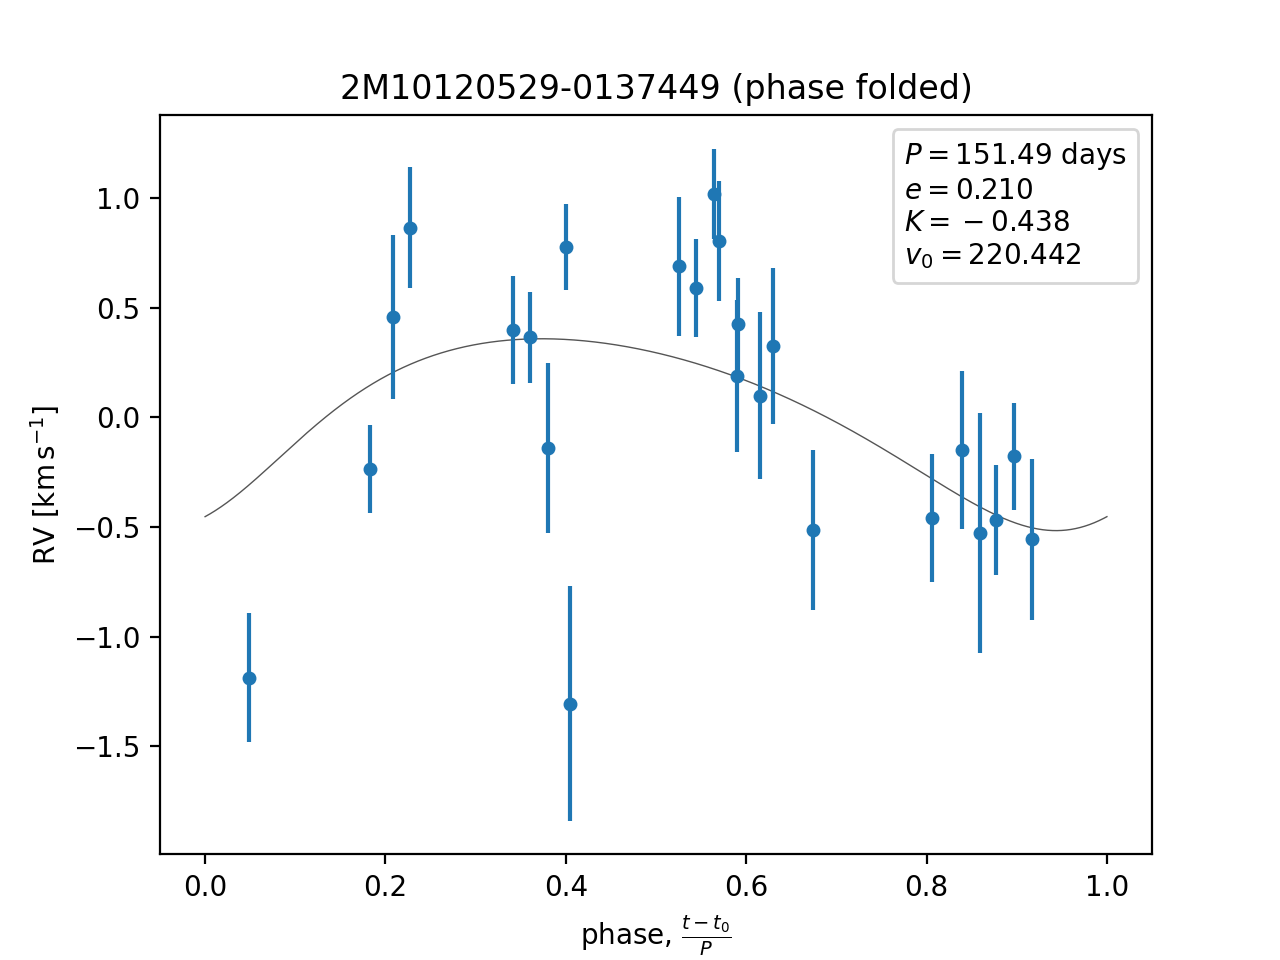 2M10120529-0137449 (phase folded)
P = 151.49 days
e = 0.210
K = −0.438
v₀ = 220.442
1.0
0.5
0.0
−0.5
−1.0
−1.5
RV [km s⁻¹]
0.0 0.2 0.4 0.6 0.8 1.0
phase, (t − t₀)/P